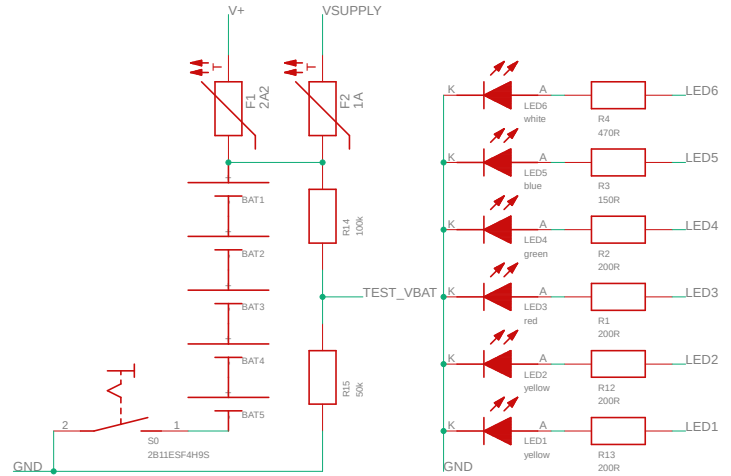 V+
VSUPPLY
F1
2A2
F2
1A
+
BAT1
+
BAT2
+
BAT3
+
BAT4
+
BAT5
R14
100k
TEST_VBAT
R15
50k
2
1
S0
2B11ESF4H9S
GND
K
A
LED6
white
R4
470R
LED6
K
A
LED5
blue
R3
150R
LED5
K
A
LED4
green
R2
200R
LED4
K
A
LED3
red
R1
200R
LED3
K
A
LED2
yellow
R12
200R
LED2
K
A
LED1
yellow
R13
200R
LED1
GND